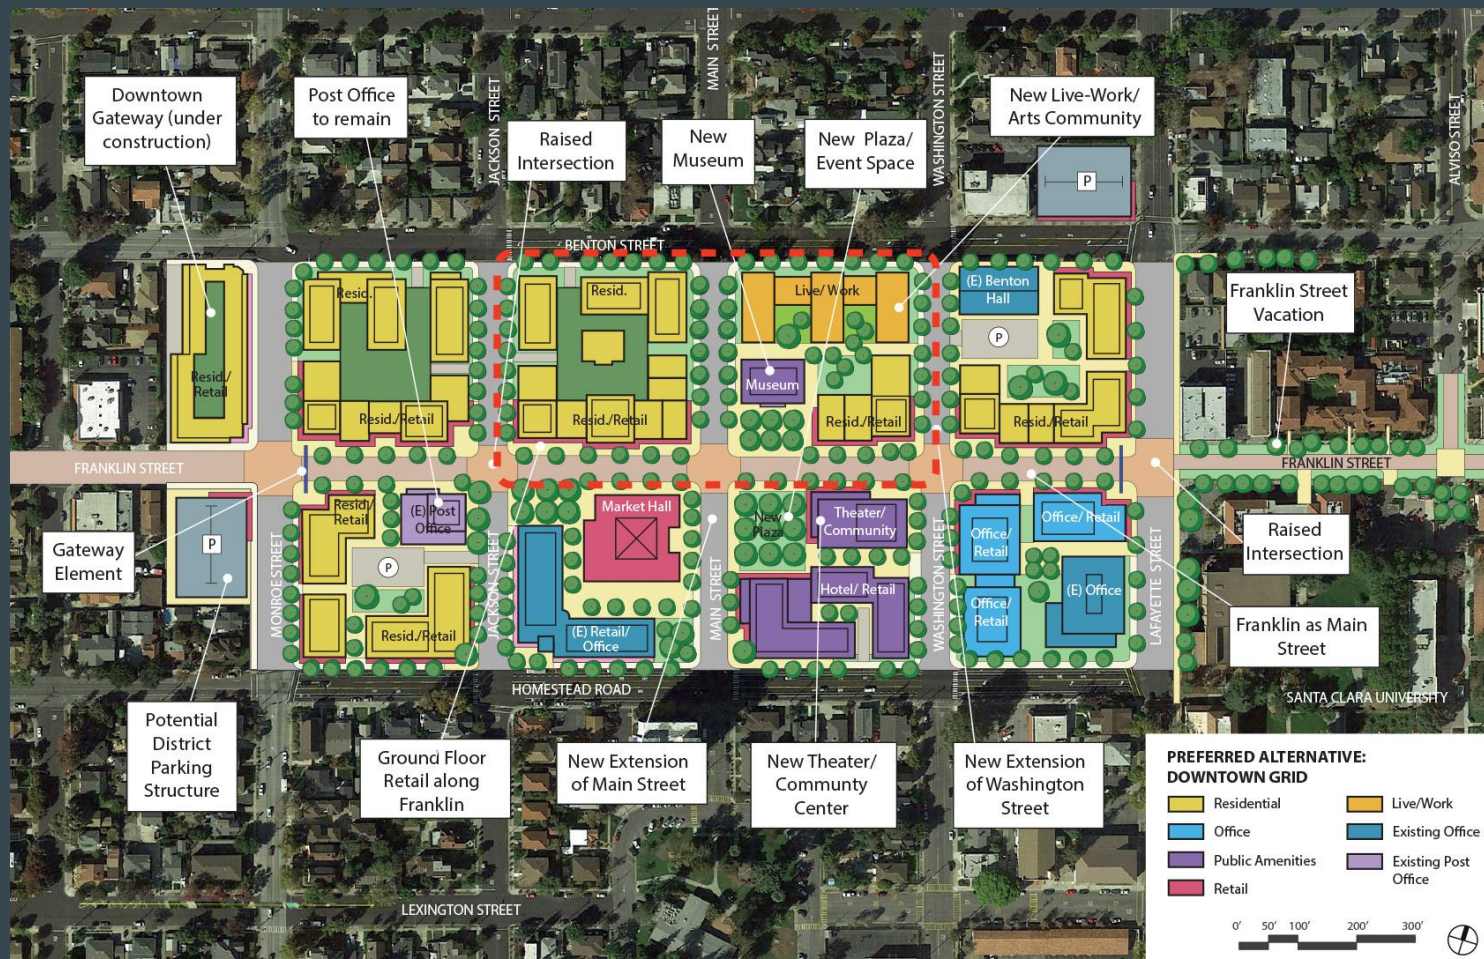 MAIN STREET
JACKSON STREET
WASHINGTON STREET
ALVISO STREET
Downtown
Gateway (under
construction)
Post Office
to remain
Raised
Intersection
New
Museum
New Plaza/
Event Space
New Live-Work/
Arts Community
P
BENTON STREET
Resid.
Resid.
Live/ Work
(E) Benton
Hall
Franklin Street
Vacation
P
Resid./
Retail
Museum
Resid./Retail
Resid./Retail
Resid./Retail
Resid./Retail
FRANKLIN STREET
FRANKLIN STREET
Resid./
Retail
(E) Post
Office
Market Hall
New
Plaza
Theater/
Community
Office/
Retail
Office/ Retail
Raised
Intersection
Gateway
Element
P
P
MONROE STREET
JACKSON STREET
MAIN STREET
WASHINGTON STREET
LAFAYETTE STREET
Hotel/ Retail
Office/
Retail
(E) Office
Resid./Retail
(E) Retail/
Office
Franklin as Main
Street
HOMESTEAD ROAD
SANTA CLARA UNIVERSITY
Potential
District
Parking
Structure
Ground Floor
Retail along
Franklin
New Extension
of Main Street
New Theater/
Communty
Center
New Extension
of Washington
Street
LEXINGTON STREET
PREFERRED ALTERNATIVE:
DOWNTOWN GRID
Residential
Live/Work
Office
Existing Office
Public Amenities
Existing Post
Office
Retail
0' 50' 100' 200' 300'